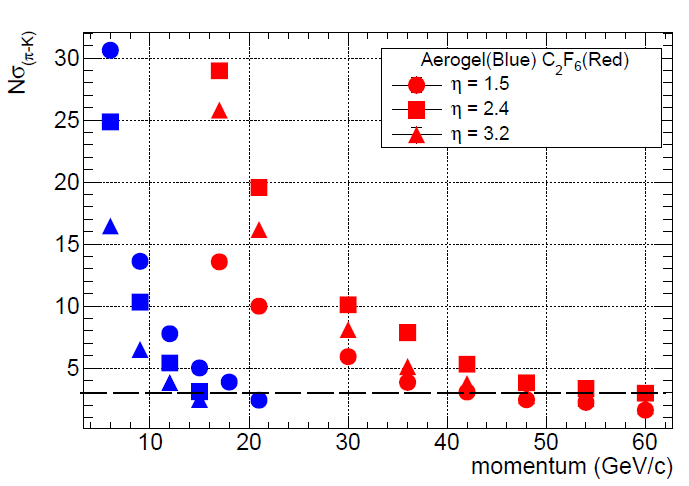 Aerogel(Blue) C₂F₆(Red)
η = 1.5
η = 2.4
η = 3.2
Nσ(π-K)
30
25
20
15
10
5
10 20 30 40 50 60
momentum (GeV/c)